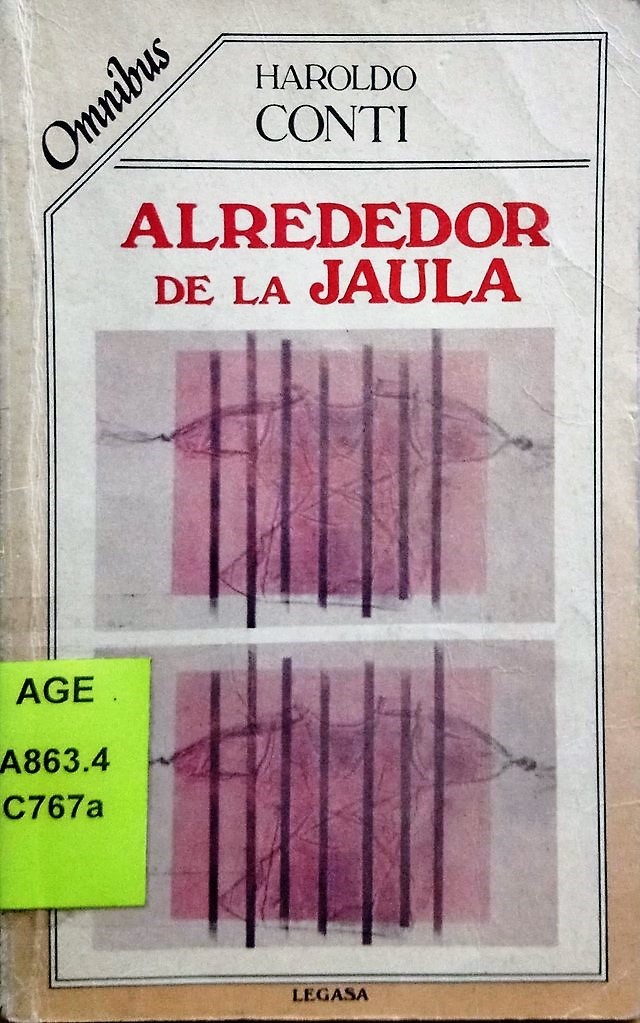 Omnibus
HAROLDO
CONTI
ALREDEDOR
DE LA JAULA
AGE
A863.4
C767a
LEGASA